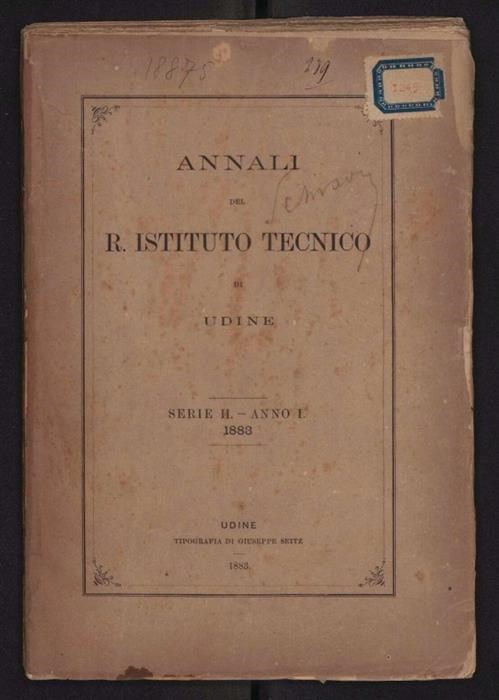 18875
219
ANNALI
DEL
R. ISTITUTO TECNICO
DI
UDINE
SERIE II. – ANNO I.
1883
UDINE
TIPOGRAFIA DI GIUSEPPE SEITZ
1883.